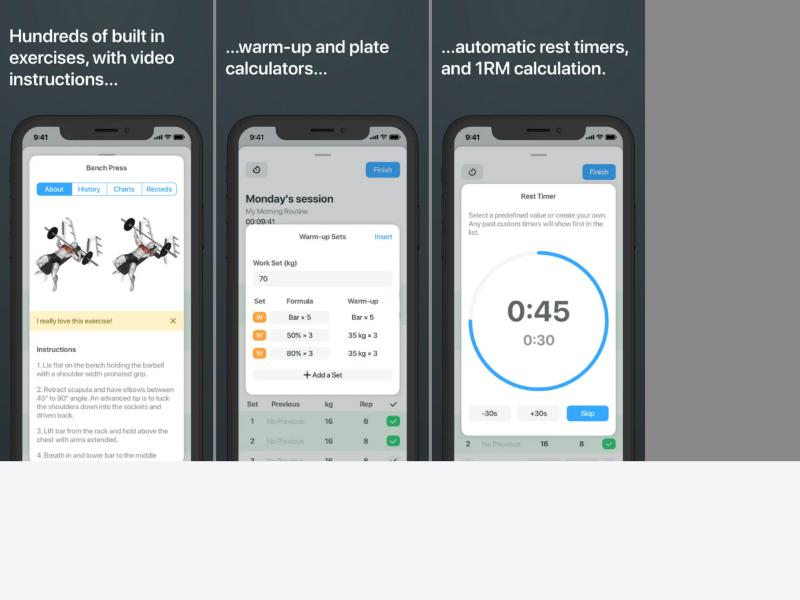 Hundreds of built in
exercises, with video
instructions...
9:41
Bench Press
About History Charts Records
I really love this exercise!
Instructions
1. Lie flat on the bench holding the barbell
with a shoulder width pronated grip.
2. Retract scapula and have elbows between
45° to 90° angle. An advanced tip is to tuck
the shoulders down into the sockets and
driven back.
3. Lift bar from the rack and hold above the
chest with arms extended.
4. Breath in and lower bar to the middle
...warm-up and plate
calculators...
9:41
Finish
Monday's session
My Morning Routine
00:09:41
Warm-up Sets Insert
Work Set (kg)
70
Set Formula Warm-up
W Bar × 5 Bar × 5
W 50% × 3 35 kg × 3
W 80% × 3 35 kg × 3
+ Add a Set
Set Previous kg Rep ✓
1 No Previous 16 8
2 No Previous 16 8
3 No Previous 16 8
...automatic rest timers,
and 1RM calculation.
9:41
Finish
Rest Timer
Select a predefined value or create your own.
Any past custom timers will show first in the
list.
0:45
0:30
-30s +30s Skip
2 No Previous 16 8